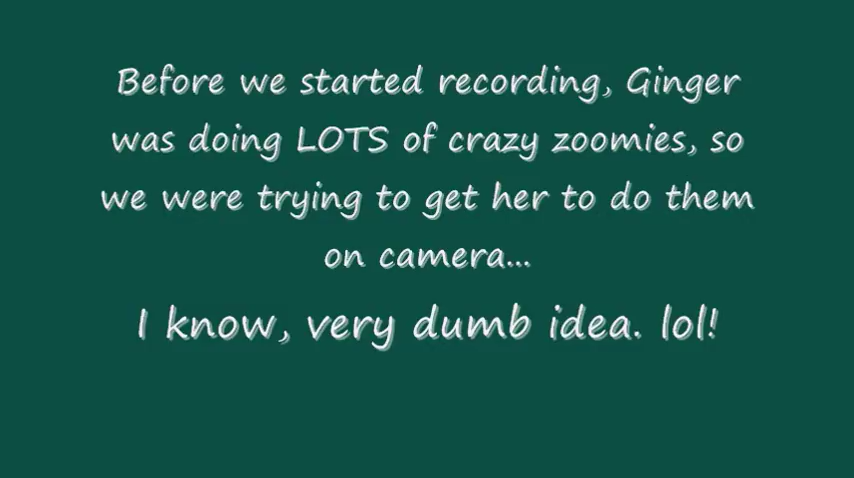 Before we started recording, Ginger
was doing LOTS of crazy zoomies, so
we were trying to get her to do them
on camera...
I know, very dumb idea. lol!